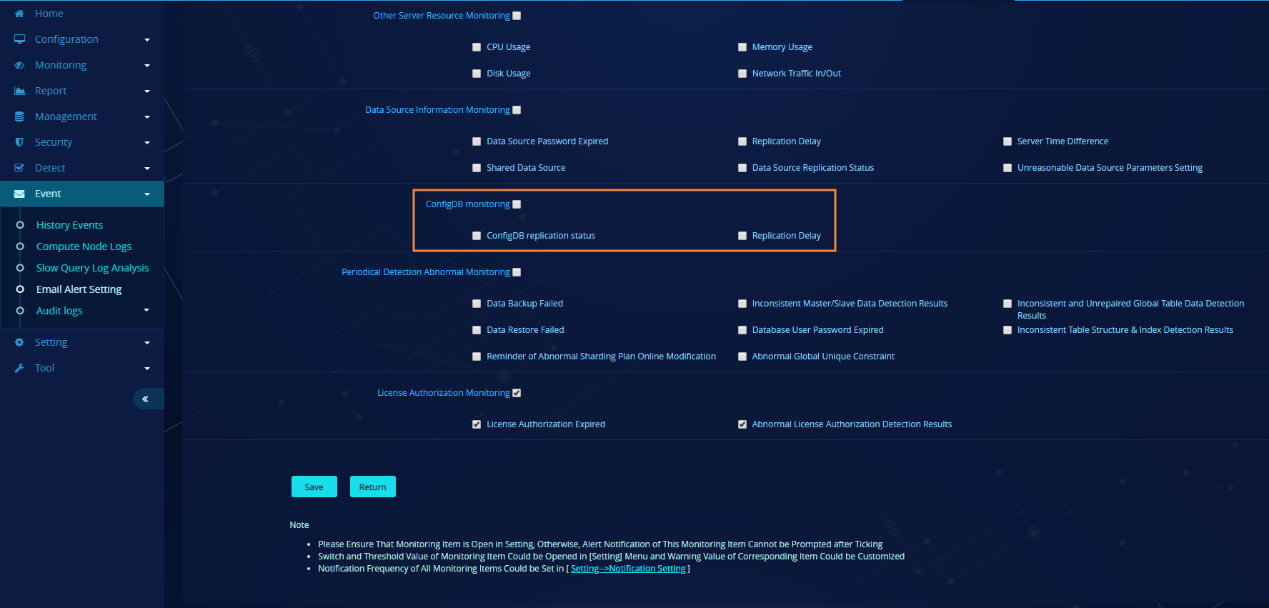 Home
Configuration
Monitoring
Report
Management
Security
Detect
Event
History Events
Compute Node Logs
Slow Query Log Analysis
Email Alert Setting
Audit logs
Setting
Tool
«
Other Server Resource Monitoring
CPU Usage
Memory Usage
Disk Usage
Network Traffic In/Out
Data Source Information Monitoring
Data Source Password Expired
Replication Delay
Server Time Difference
Shared Data Source
Data Source Replication Status
Unreasonable Data Source Parameters Setting
ConfigDB monitoring
ConfigDB replication status
Replication Delay
Periodical Detection Abnormal Monitoring
Data Backup Failed
Inconsistent Master/Slave Data Detection Results
Inconsistent and Unrepaired Global Table Data Detection
Results
Data Restore Failed
Database User Password Expired
Inconsistent Table Structure & Index Detection Results
Reminder of Abnormal Sharding Plan Online Modification
Abnormal Global Unique Constraint
License Authorization Monitoring
License Authorization Expired
Abnormal License Authorization Detection Results
Save
Return
Note
• Please Ensure That Monitoring Item is Open in Setting, Otherwise, Alert Notification of This Monitoring Item Cannot be Prompted after Ticking
• Switch and Threshold Value of Monitoring Item Could be Opened in [Setting] Menu and Warning Value of Corresponding Item Could be Customized
• Notification Frequency of All Monitoring Items Could be Set in [ Setting-->Notification Setting ]